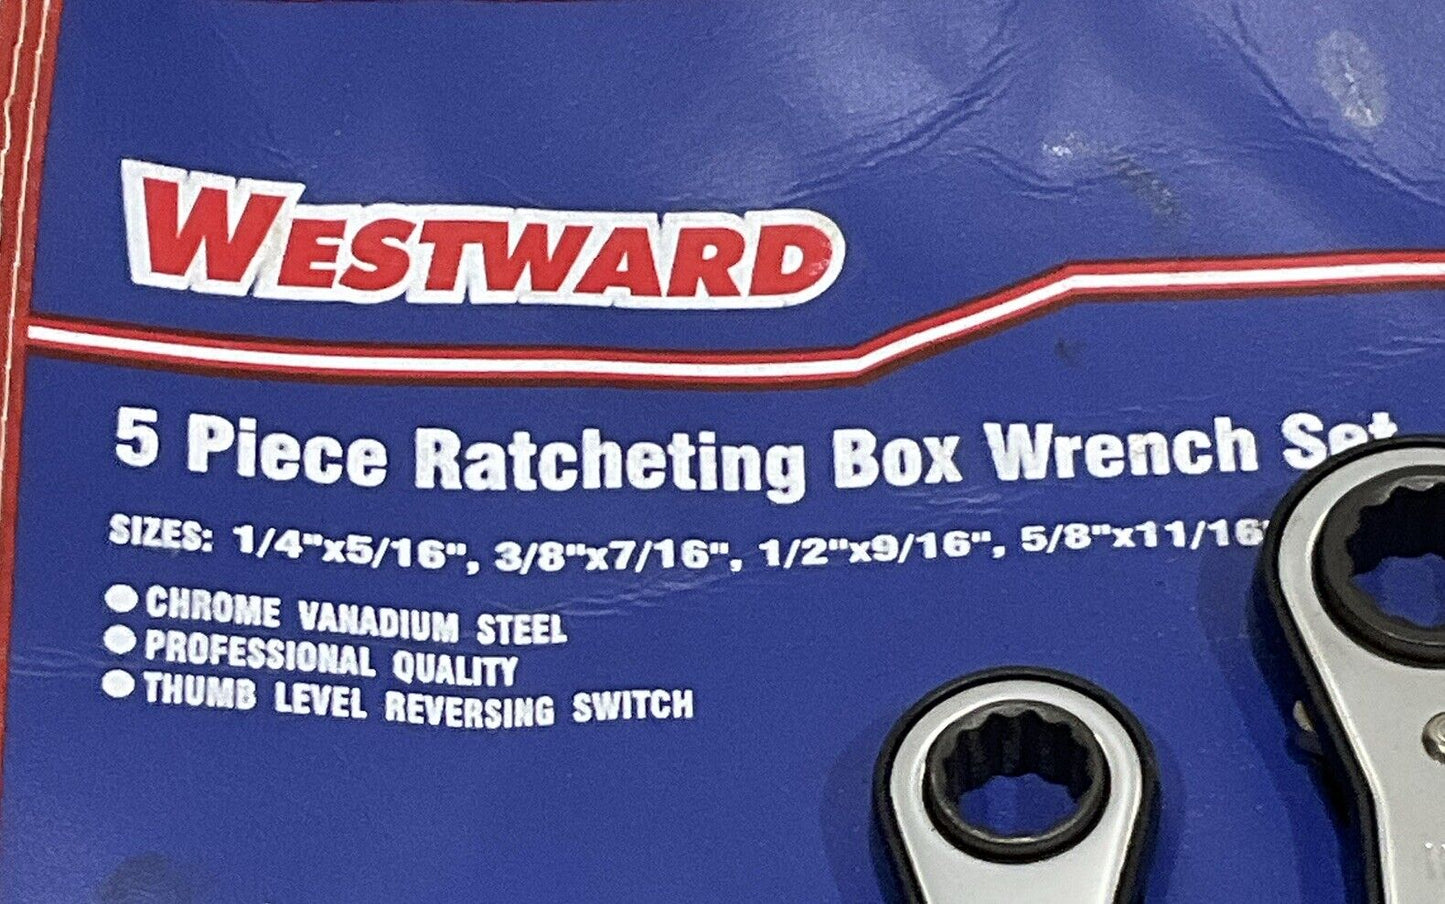 WESTWARD
5 Piece Ratcheting Box Wrench Set
SIZES: 1/4"x5/16", 3/8"x7/16", 1/2"x9/16", 5/8"x11/16"
● CHROME VANADIUM STEEL
● PROFESSIONAL QUALITY
● THUMB LEVEL REVERSING SWITCH